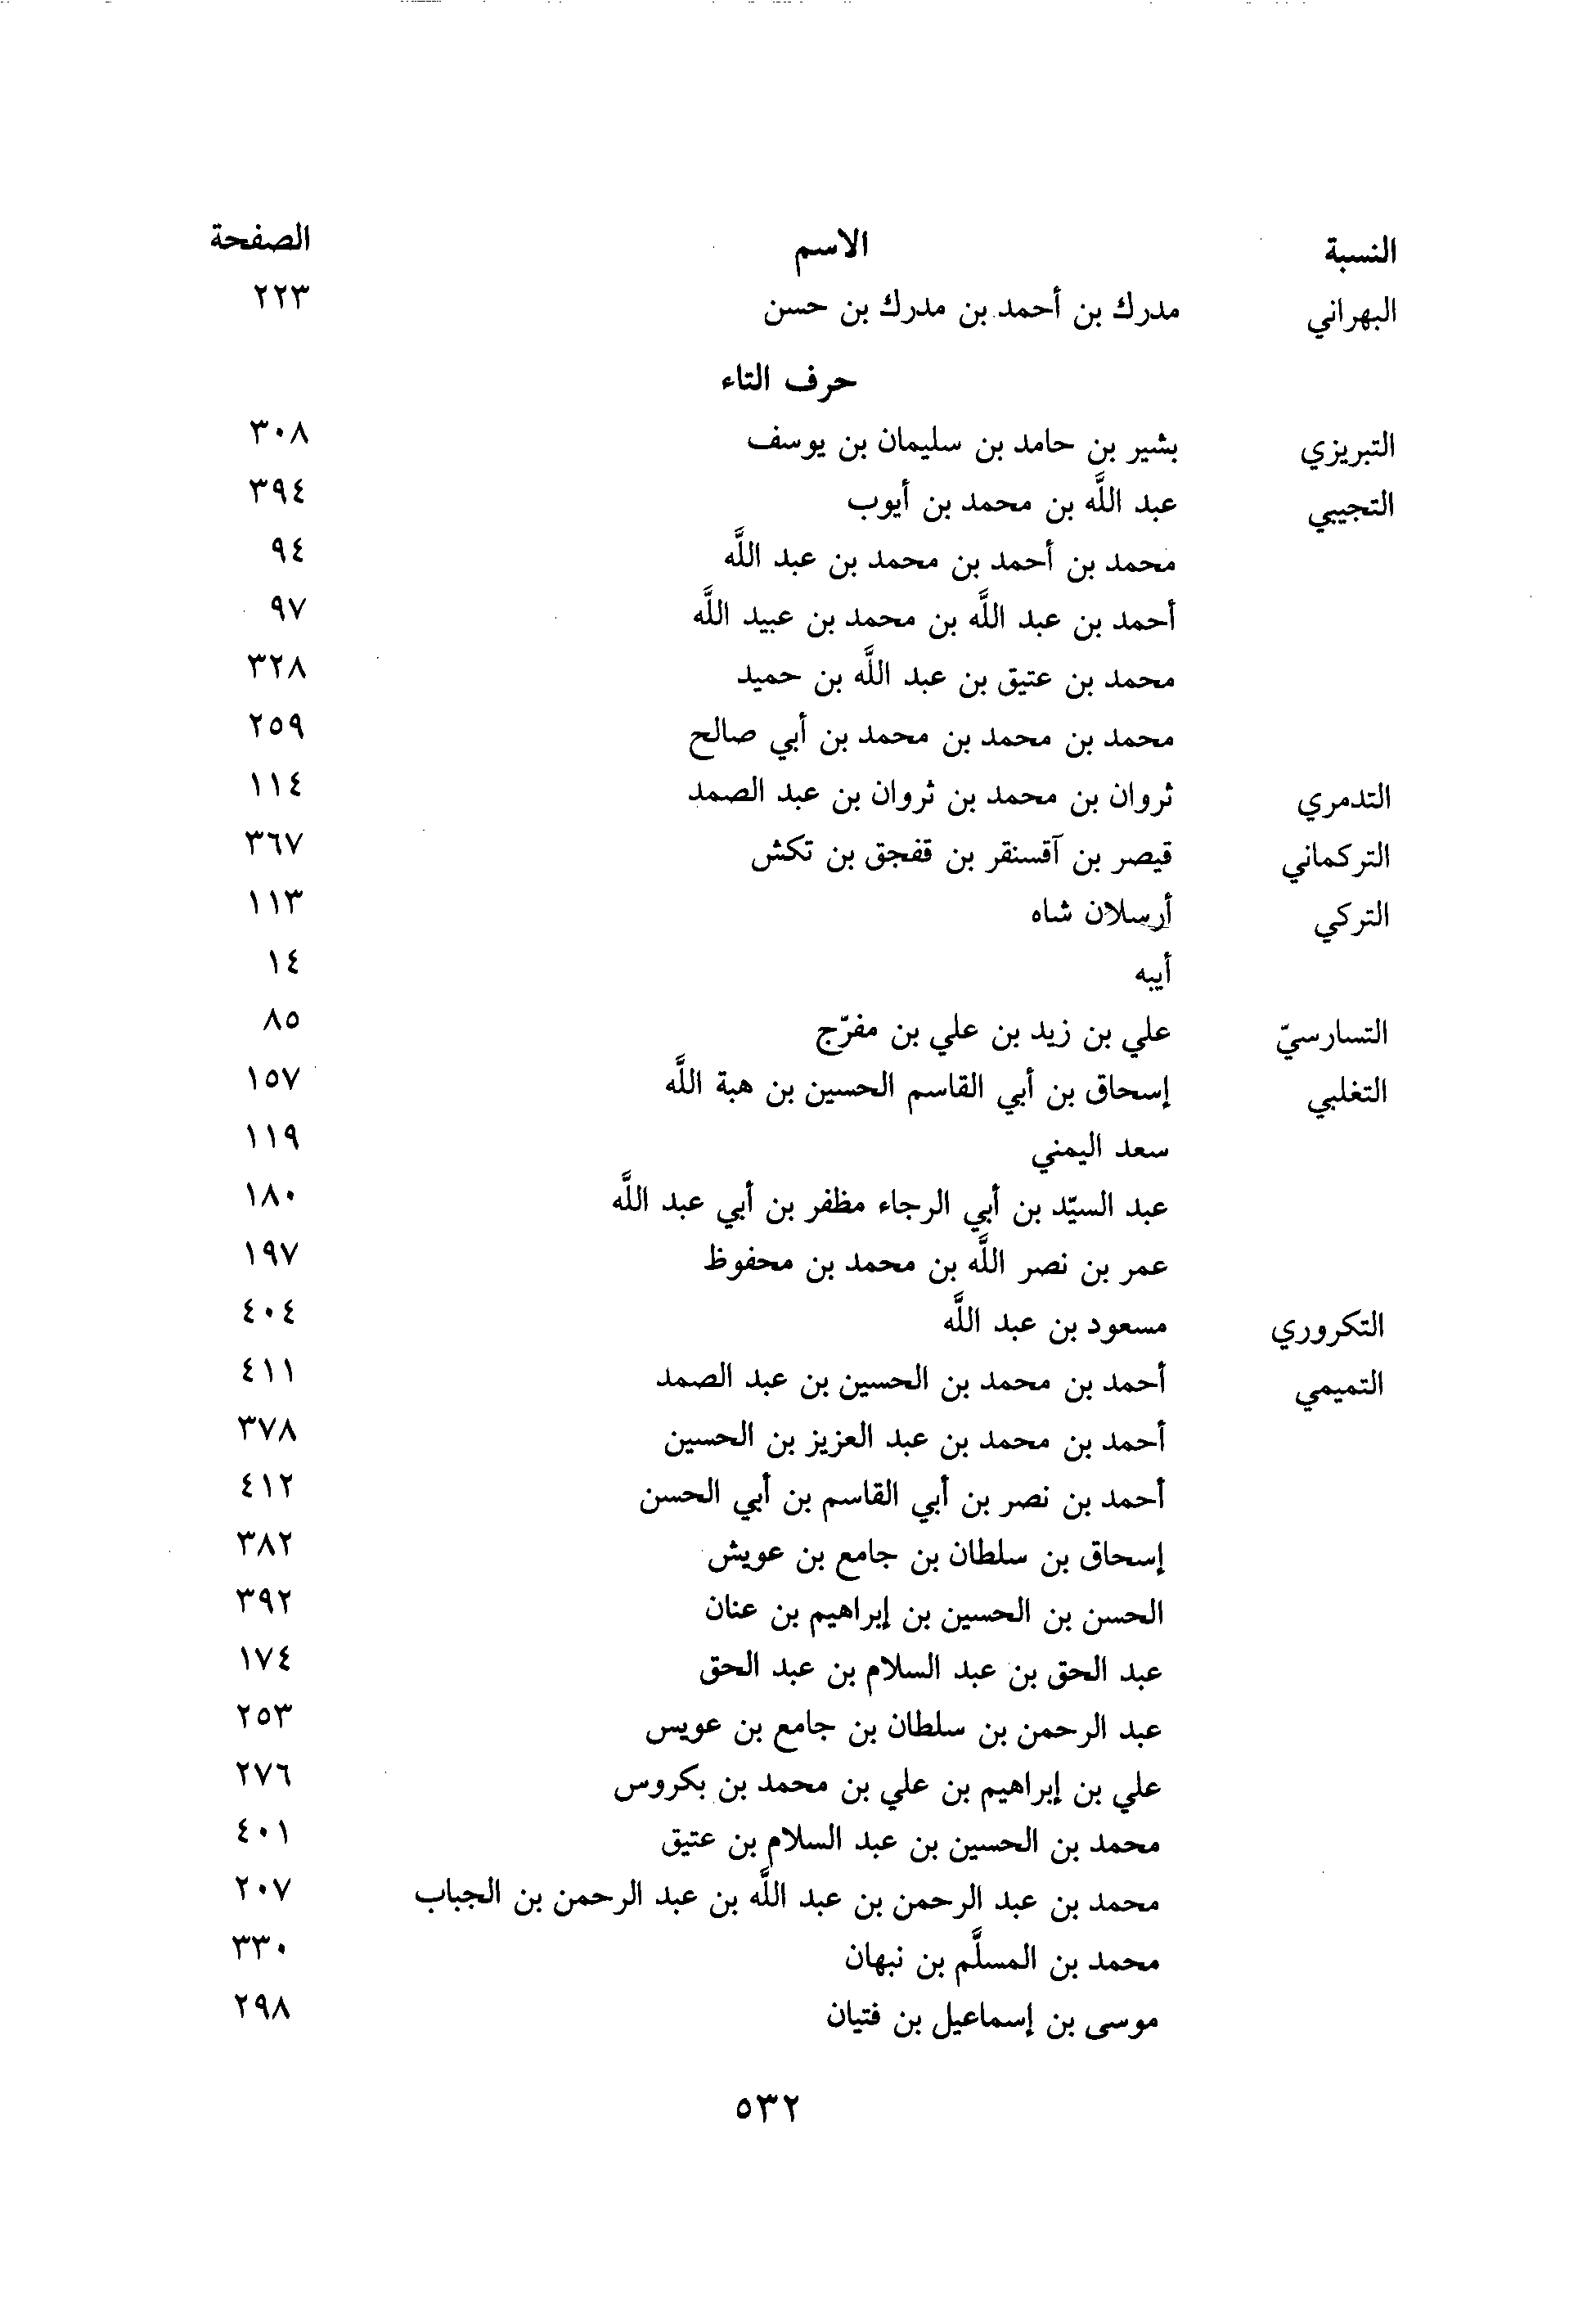 النسبة الاسم الصفحة
البهراني مدرك بن أحمد بن مدرك بن حسن ٢٢٣
حرف التاء
التبريزي بشير بن حامد بن سليمان بن يوسف ٣٠٨
التجيبي عبد اللَّه بن محمد بن أيوب ٣٩٤
محمد بن أحمد بن محمد بن عبد اللَّه ٩٤
أحمد بن عبد اللَّه بن محمد بن عبيد اللَّه ٩٧
محمد بن عتيق بن عبد اللَّه بن حميد ٣٢٨
محمد بن محمد بن محمد بن أبي صالح ٢٥٩
التدمري ثروان بن محمد بن ثروان بن عبد الصمد ١١٤
التركماني قيصر بن آقسنقر بن قفجق بن تكش ٣٦٧
التركي أرسلان شاه ١١٣
أيبه ١٤
التسارسيّ علي بن زيد بن علي بن مفرّج ٨٥
التغلبي إسحاق بن أبي القاسم الحسين بن هبة اللَّه ١٥٧
سعد اليمني ١١٩
عبد السيّد بن أبي الرجاء مظفر بن أبي عبد اللَّه ١٨٠
عمر بن نصر اللَّه بن محمد بن محفوظ ١٩٧
التكروري مسعود بن عبد اللَّه ٤٠٤
التميمي أحمد بن محمد بن الحسين بن عبد الصمد ٤١١
أحمد بن محمد بن عبد العزيز بن الحسين ٣٧٨
أحمد بن نصر بن أبي القاسم بن أبي الحسن ٤١٢
إسحاق بن سلطان بن جامع بن عويش ٣٨٢
الحسن بن الحسين بن إبراهيم بن عنان ٣٩٢
عبد الحق بن عبد السلام بن عبد الحق ١٧٤
عبد الرحمن بن سلطان بن جامع بن عويس ٢٥٣
علي بن إبراهيم بن علي بن محمد بن بكروس ٢٧٦
محمد بن الحسين بن عبد السلام بن عتيق ٤٠١
محمد بن عبد الرحمن بن عبد اللَّه بن عبد الرحمن بن الجباب ٢٠٧
محمد بن المسلَّم بن نبهان ٣٣٠
موسى بن إسماعيل بن فتيان ٢٩٨
٥٣٢